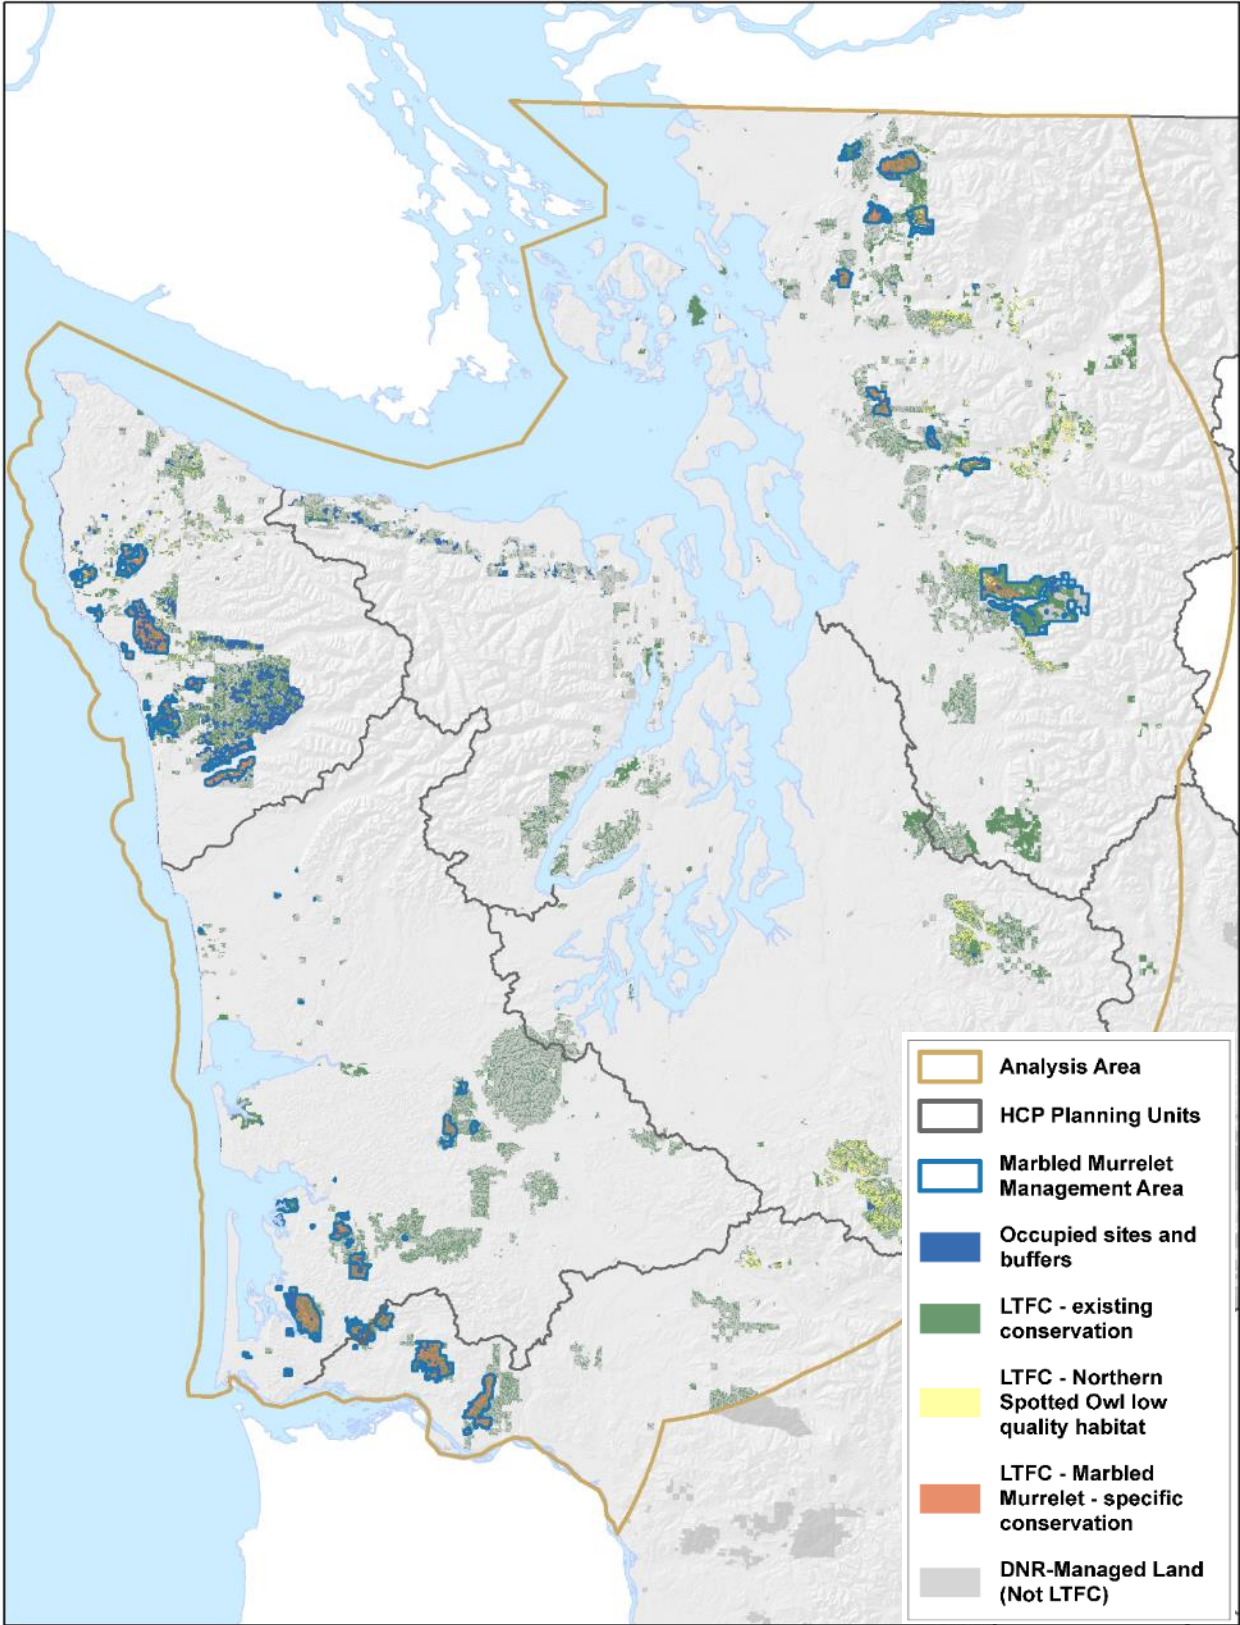 Analysis Area
HCP Planning Units
Marbled Murrelet
Management Area
Occupied sites and
buffers
LTFC - existing
conservation
LTFC - Northern
Spotted Owl low
quality habitat
LTFC - Marbled
Murrelet - specific
conservation
DNR-Managed Land
(Not LTFC)